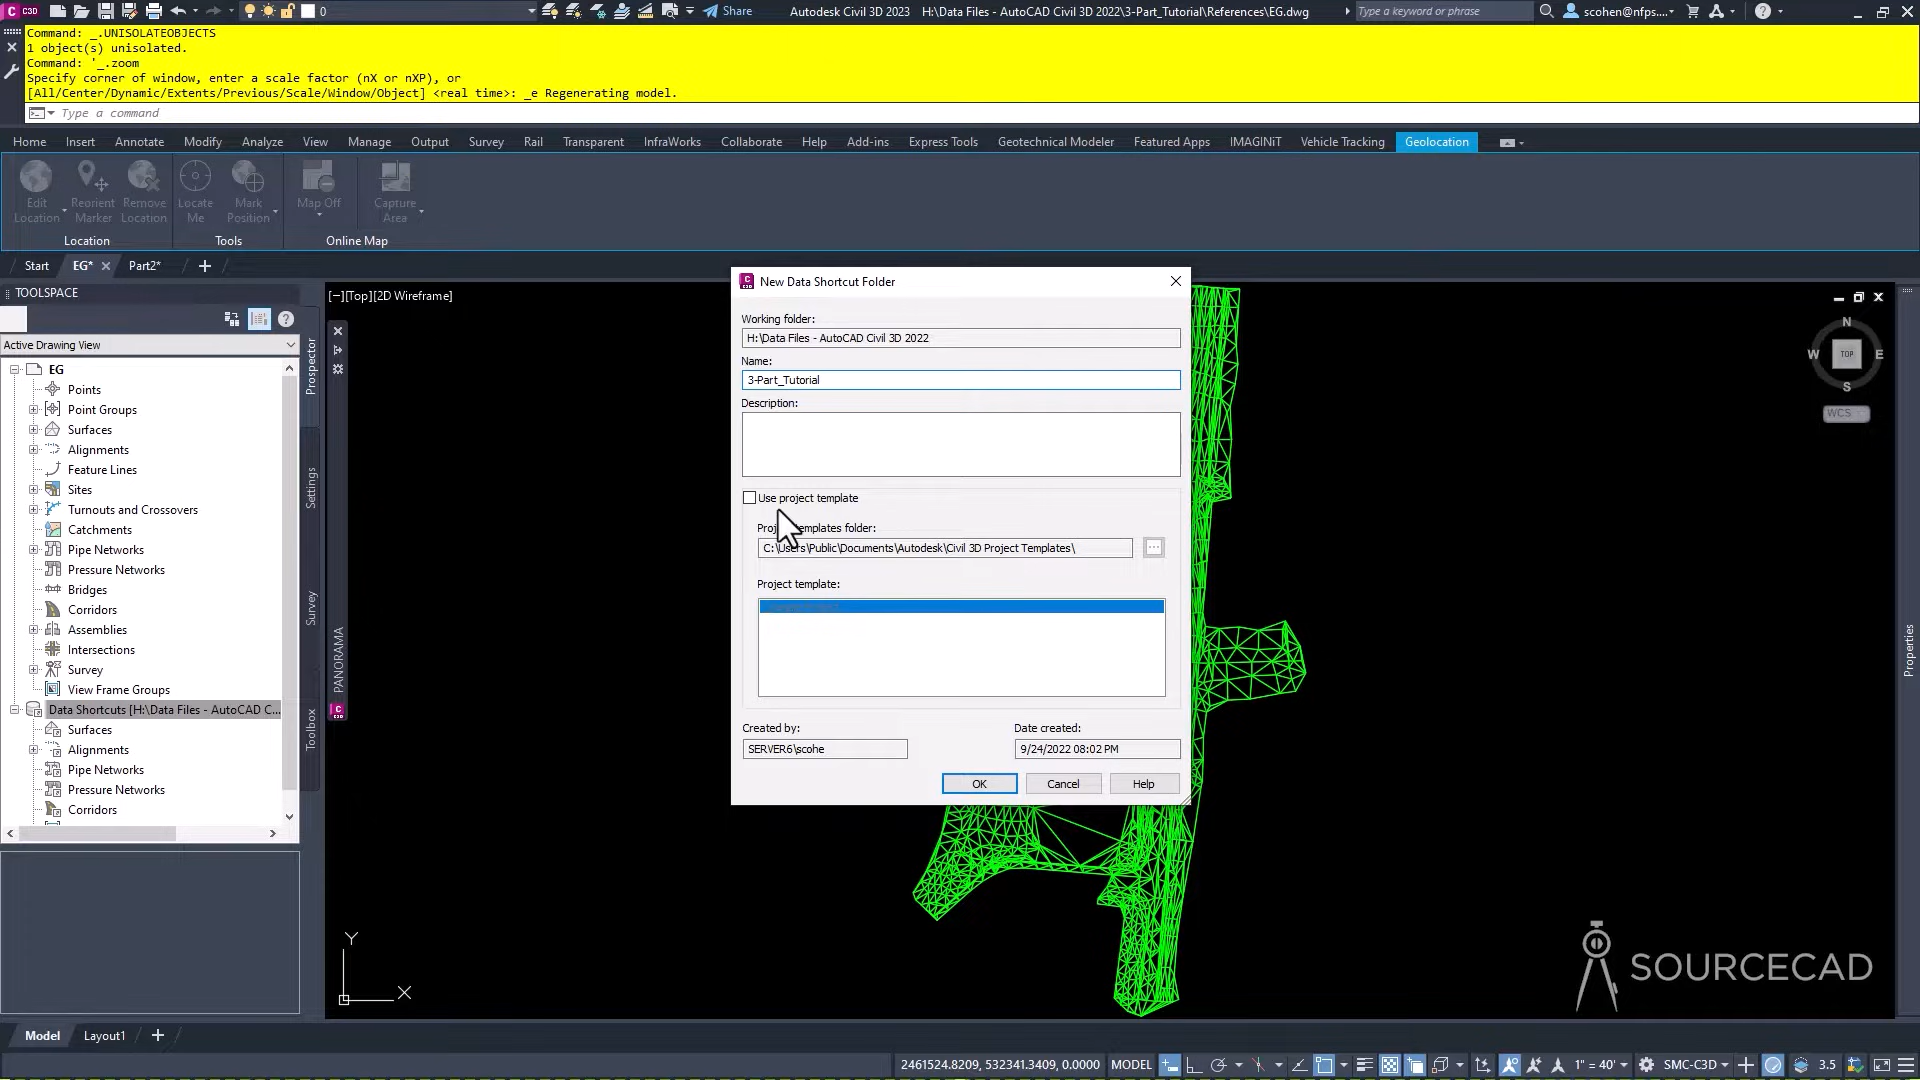 C3D
0
Share
Autodesk Civil 3D 2023 H:\Data Files - AutoCAD Civil 3D 2022\3-Part_Tutorial\References\EG.dwg
Type a keyword or phrase
scohen@nfps....
Command: _.UNISOLATEOBJECTS
1 object(s) unisolated.
Command: '_.zoom
Specify corner of window, enter a scale factor (nX or nXP), or
[All/Center/Dynamic/Extents/Previous/Scale/Window/Object] <real time>: _e Regenerating model.
Type a command
Home Insert Annotate Modify Analyze View Manage Output Survey Rail Transparent InfraWorks Collaborate Help Add-ins Express Tools Geotechnical Modeler Featured Apps IMAGINiT Vehicle Tracking Geolocation
Edit Location
Reorient Marker
Remove Location
Locate Me
Mark Position
Map Off
Capture Area
Location
Tools
Online Map
Start
EG*
Part2*
TOOLSPACE
Active Drawing View
EG
Points
Point Groups
Surfaces
Alignments
Feature Lines
Sites
Turnouts and Crossovers
Catchments
Pipe Networks
Pressure Networks
Bridges
Corridors
Assemblies
Intersections
Survey
View Frame Groups
Data Shortcuts [H:\Data Files - AutoCAD C...
Surfaces
Alignments
Pipe Networks
Pressure Networks
Corridors
Prospector
Settings
Survey
Toolbox
PANORAMA
[−][Top][2D Wireframe]
New Data Shortcut Folder
Working folder:
H:\Data Files - AutoCAD Civil 3D 2022
Name:
3-Part_Tutorial
Description:
Use project template
Project templates folder:
C:\Users\Public\Documents\Autodesk\Civil 3D Project Templates\
...
Project template:
Created by:
SERVER6\scohe
Date created:
9/24/2022 08:02 PM
OK
Cancel
Help
N
W
TOP
E
S
WCS
Properties
Y
X
SOURCECAD
Model
Layout1
2461524.8209, 532341.3409, 0.0000
MODEL
1" = 40'
SMC-C3D
3.5